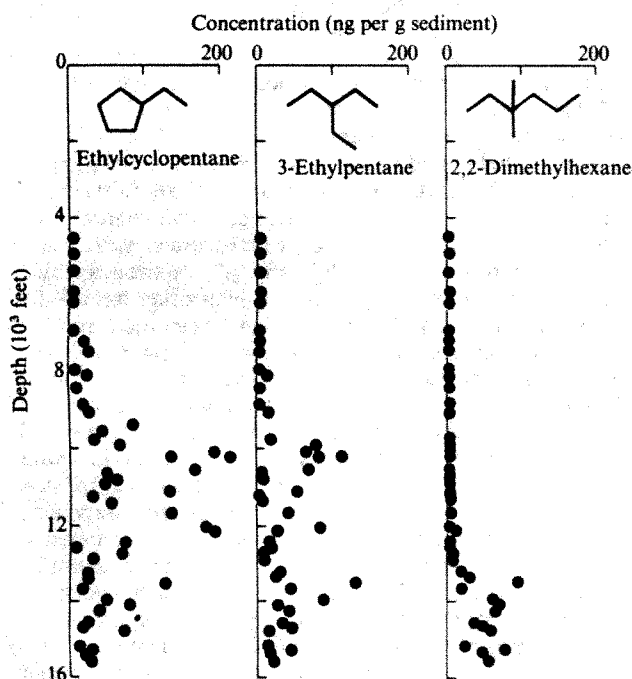 Concentration (ng per g sediment)
0 200 0 200 200
Ethylcyclopentane 3-Ethylpentane 2,2-Dimethylhexane
4
8
12
16
Depth (10³ feet)